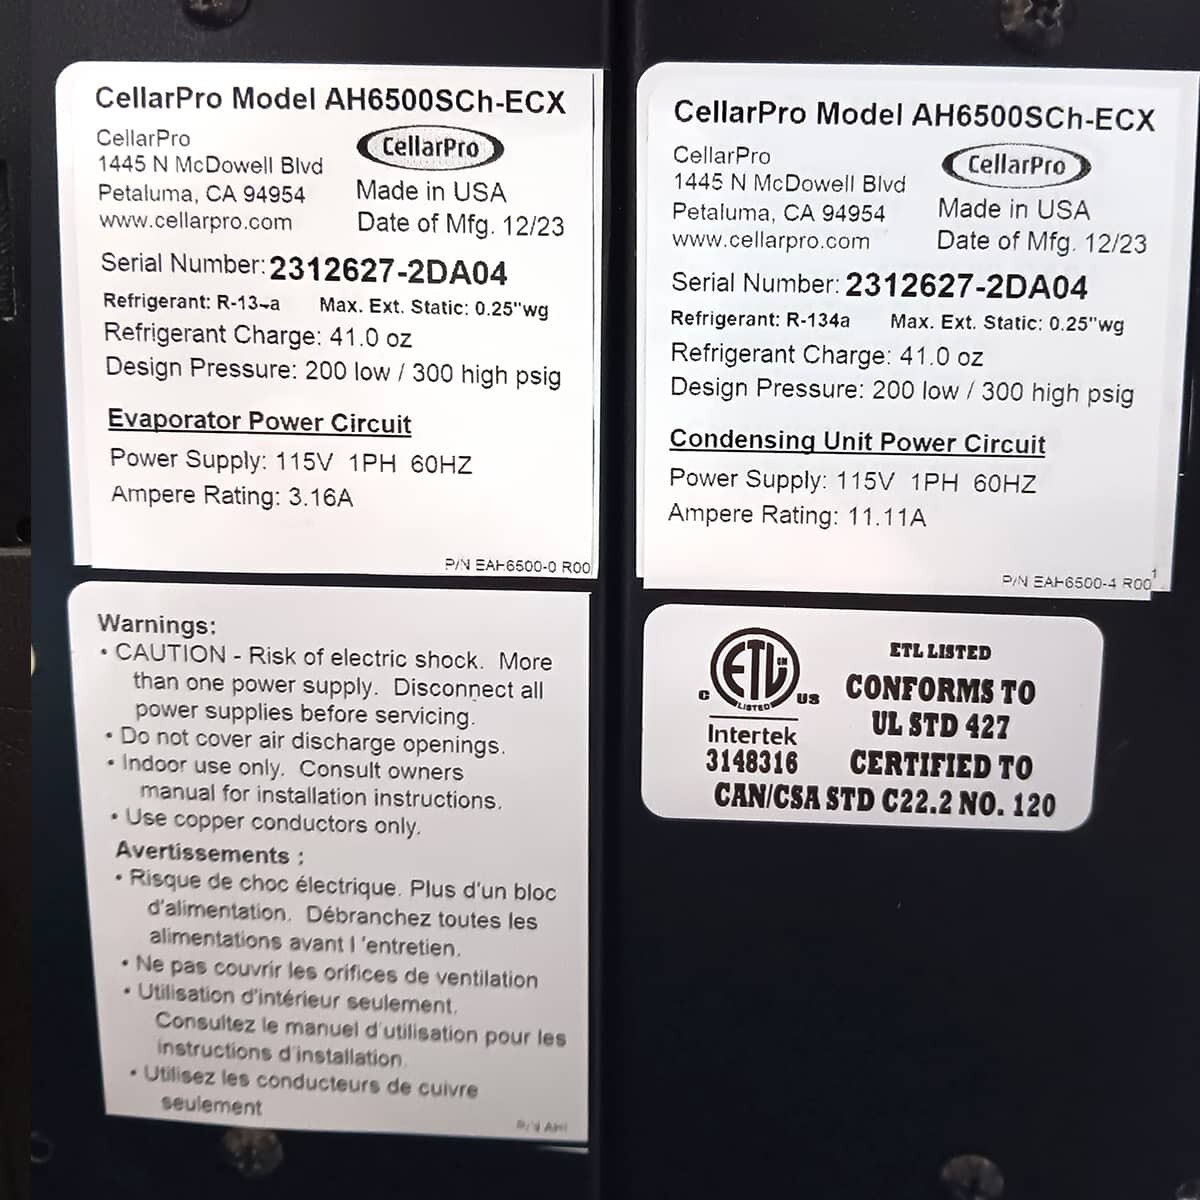 CellarPro Model AH6500SCh-ECX
CellarPro
1445 N McDowell Blvd
Petaluma, CA 94954
www.cellarpro.com
CellarPro
Made in USA
Date of Mfg. 12/23
Serial Number: 2312627-2DA04
Refrigerant: R-134a Max. Ext. Static: 0.25"wg
Refrigerant Charge: 41.0 oz
Design Pressure: 200 low / 300 high psig
Evaporator Power Circuit
Power Supply: 115V 1PH 60HZ
Ampere Rating: 3.16A
P/N EAH6500-0 R00
Warnings:
• CAUTION - Risk of electric shock. More
than one power supply. Disconnect all
power supplies before servicing.
• Do not cover air discharge openings.
• Indoor use only. Consult owners
manual for installation instructions.
• Use copper conductors only.
Avertissements :
• Risque de choc électrique. Plus d'un bloc
d'alimentation. Débranchez toutes les
alimentations avant l 'entretien.
• Ne pas couvrir les orifices de ventilation
• Utilisation d'intérieur seulement.
Consultez le manuel d'utilisation pour les
instructions d'installation.
• Utilisez les conducteurs de cuivre
seulement
P/N AH
CellarPro Model AH6500SCh-ECX
CellarPro
1445 N McDowell Blvd
Petaluma, CA 94954
www.cellarpro.com
CellarPro
Made in USA
Date of Mfg. 12/23
Serial Number: 2312627-2DA04
Refrigerant: R-134a Max. Ext. Static: 0.25"wg
Refrigerant Charge: 41.0 oz
Design Pressure: 200 low / 300 high psig
Condensing Unit Power Circuit
Power Supply: 115V 1PH 60HZ
Ampere Rating: 11.11A
P/N EAH6500-4 R00
1
ETL
CM
LISTED
C US
Intertek
3148316
ETL LISTED
CONFORMS TO
UL STD 427
CERTIFIED TO
CAN/CSA STD C22.2 NO. 120